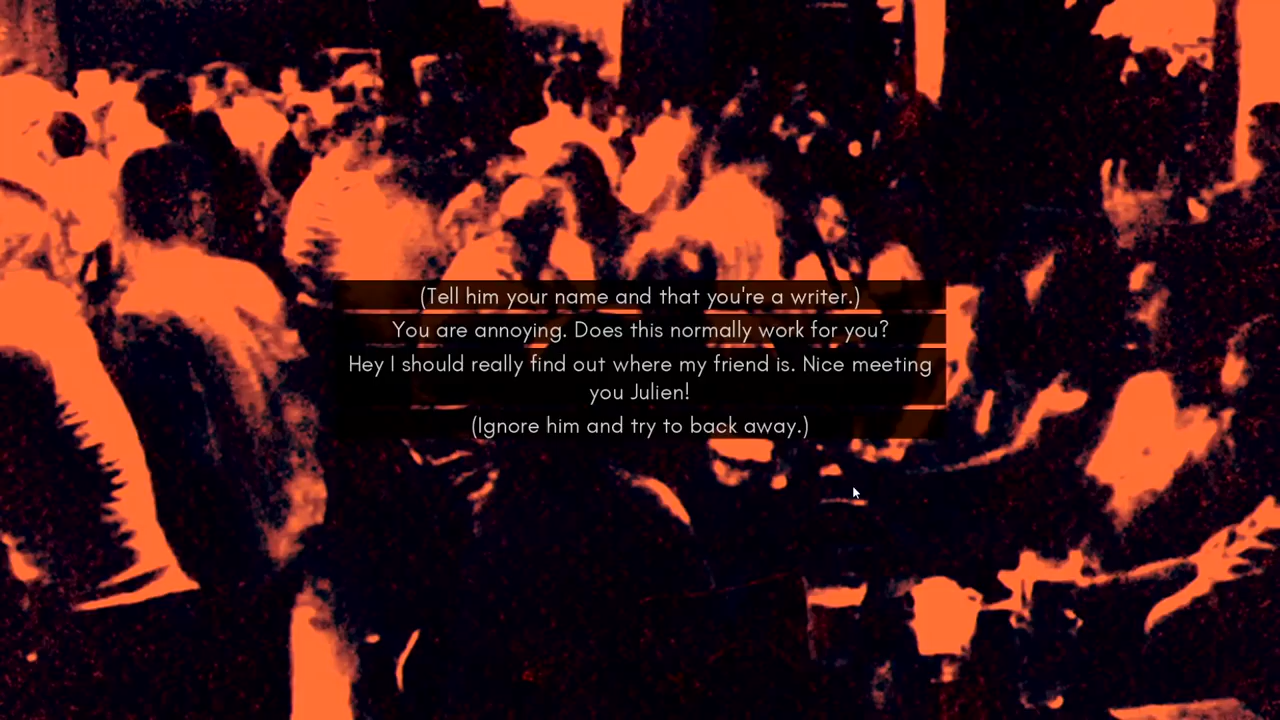 (Tell him your name and that you're a writer.)
You are annoying. Does this normally work for you?
Hey I should really find out where my friend is. Nice meeting
you Julien!
(Ignore him and try to back away.)